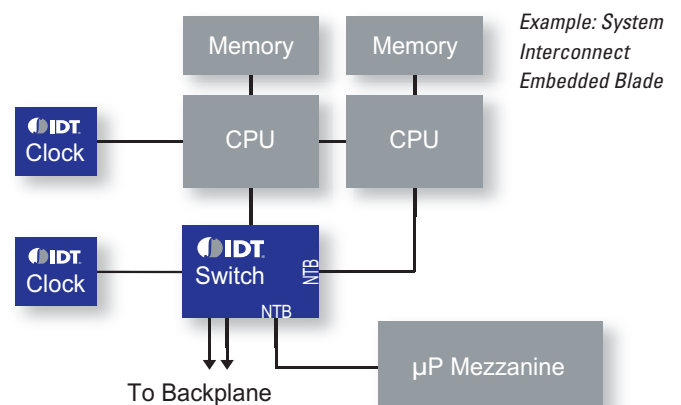 Memory
Memory
Example: System
Interconnect
Embedded Blade
IDT.
Clock
CPU
CPU
IDT.
Clock
IDT.
Switch
NTB
NTB
µP Mezzanine
To Backplane